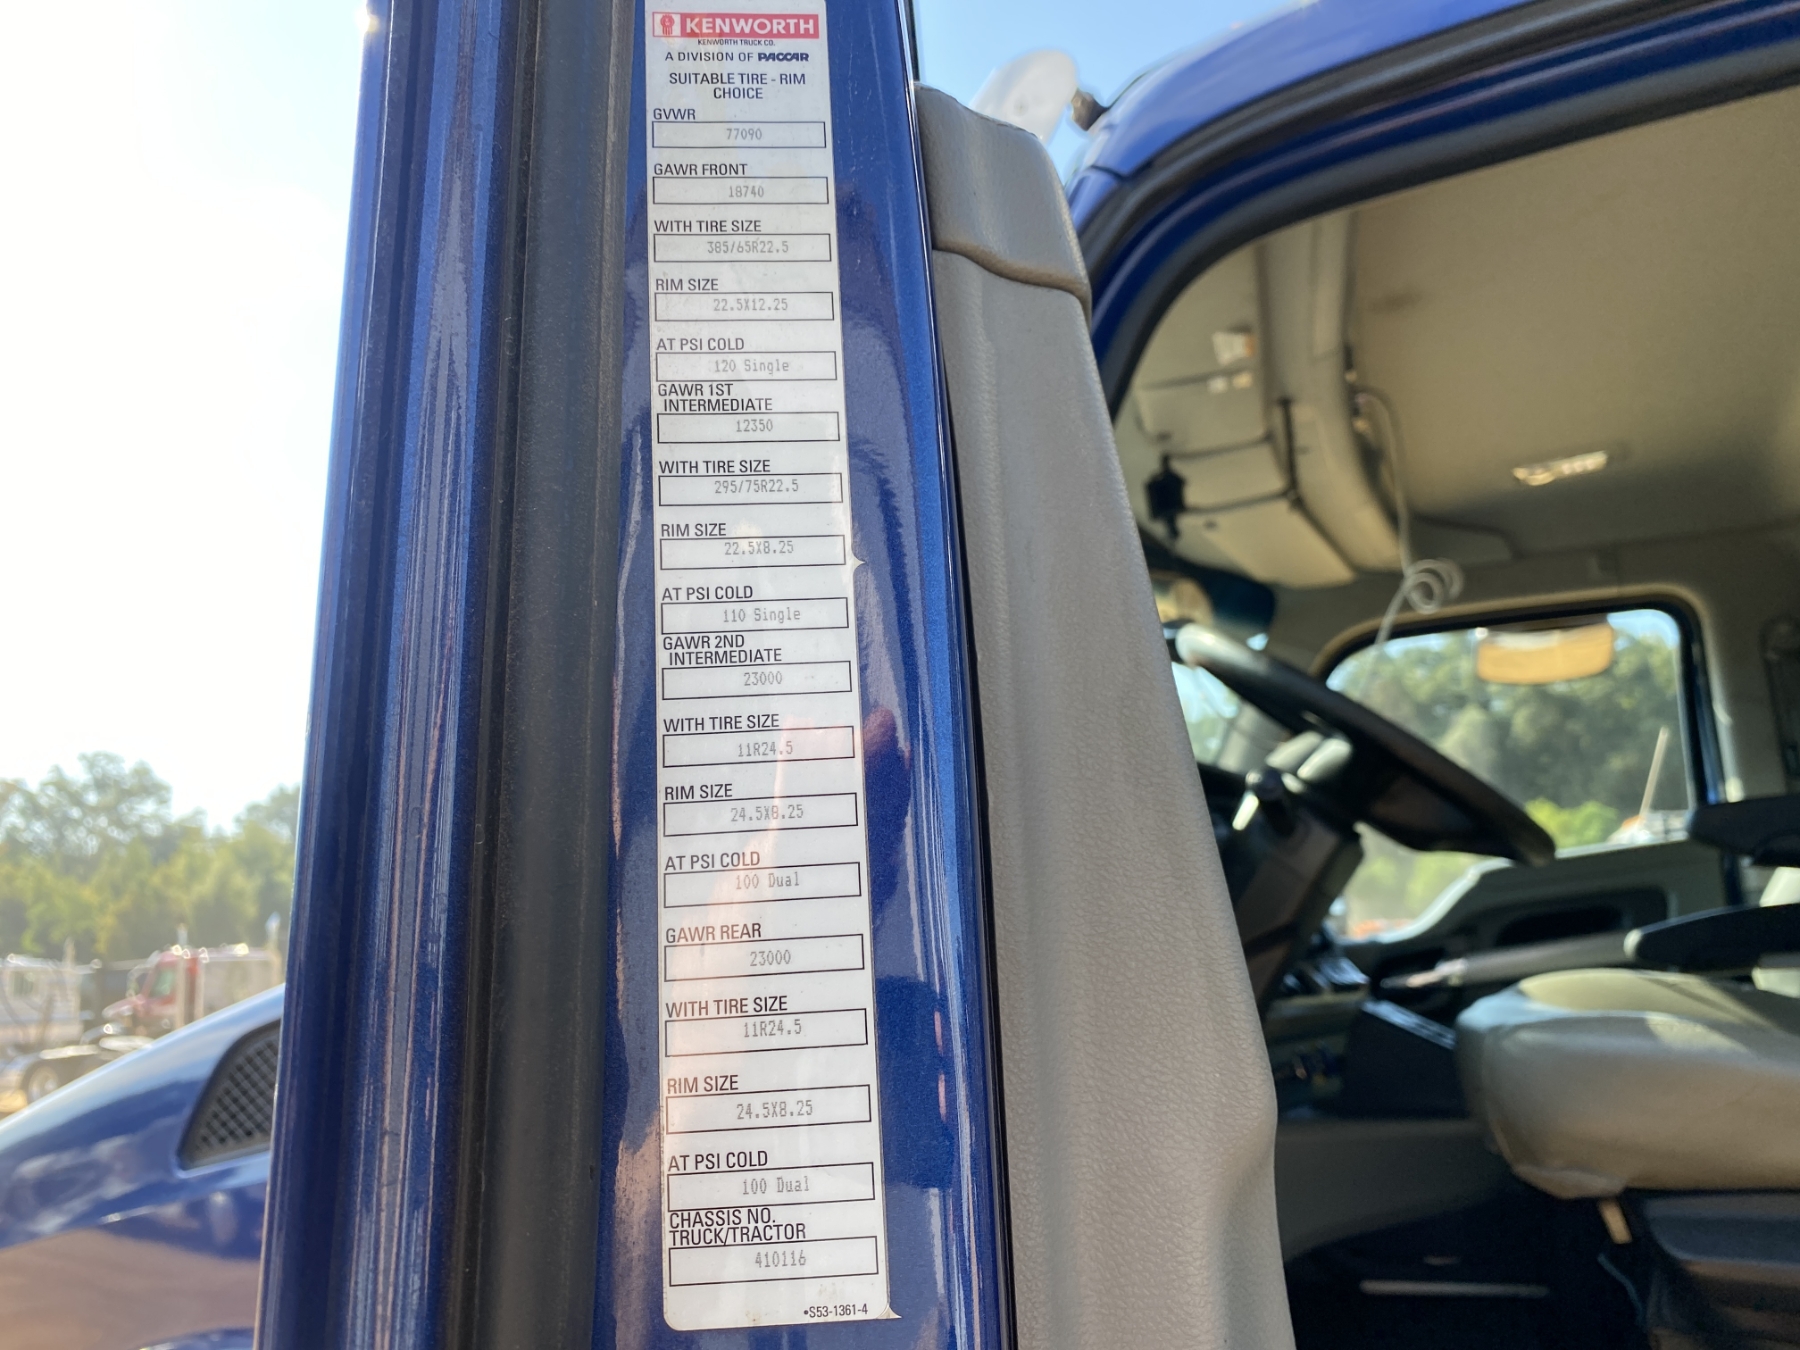 KENWORTH
KENWORTH TRUCK CO.
A DIVISION OF PACCAR
SUITABLE TIRE - RIM
CHOICE
GVWR
77090
GAWR FRONT
18740
WITH TIRE SIZE
385/65R22.5
RIM SIZE
22.5X12.25
AT PSI COLD
120 Single
GAWR 1ST
INTERMEDIATE
12350
WITH TIRE SIZE
295/75R22.5
RIM SIZE
22.5X8.25
AT PSI COLD
110 Single
GAWR 2ND
INTERMEDIATE
23000
WITH TIRE SIZE
11R24.5
RIM SIZE
24.5X8.25
AT PSI COLD
100 Dual
GAWR REAR
23000
WITH TIRE SIZE
11R24.5
RIM SIZE
24.5X8.25
AT PSI COLD
100 Dual
CHASSIS NO.
TRUCK/TRACTOR
410116
•S53-1361-4